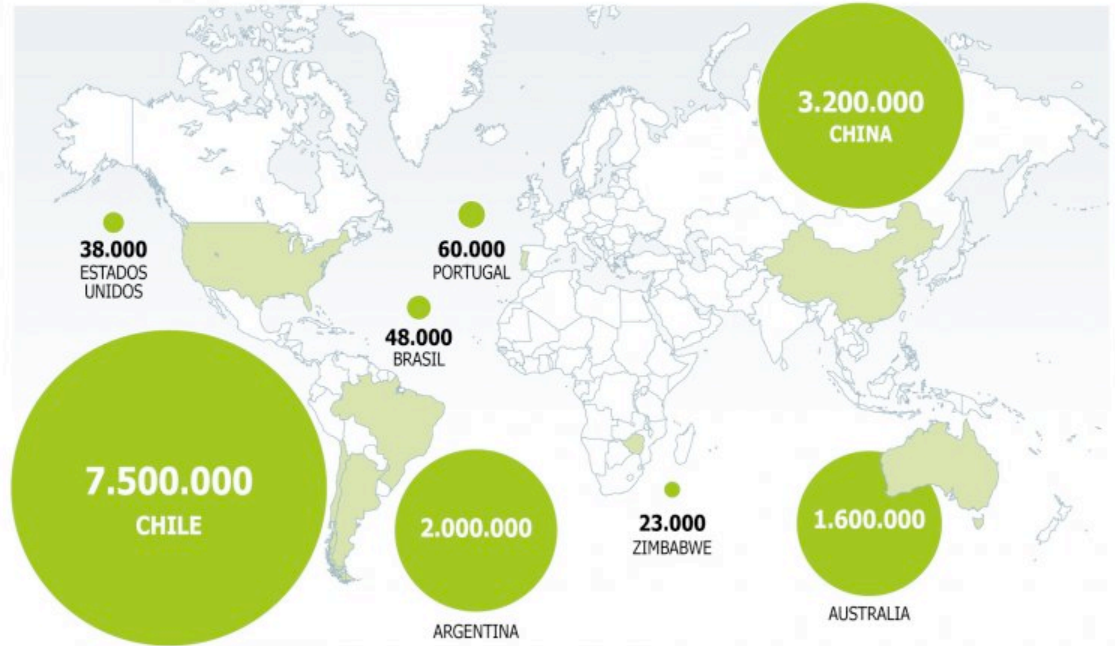 3.200.000
CHINA
38.000
ESTADOS
UNIDOS
60.000
PORTUGAL
48.000
BRASIL
7.500.000
CHILE
2.000.000
ARGENTINA
23.000
ZIMBABWE
1.600.000
AUSTRALIA